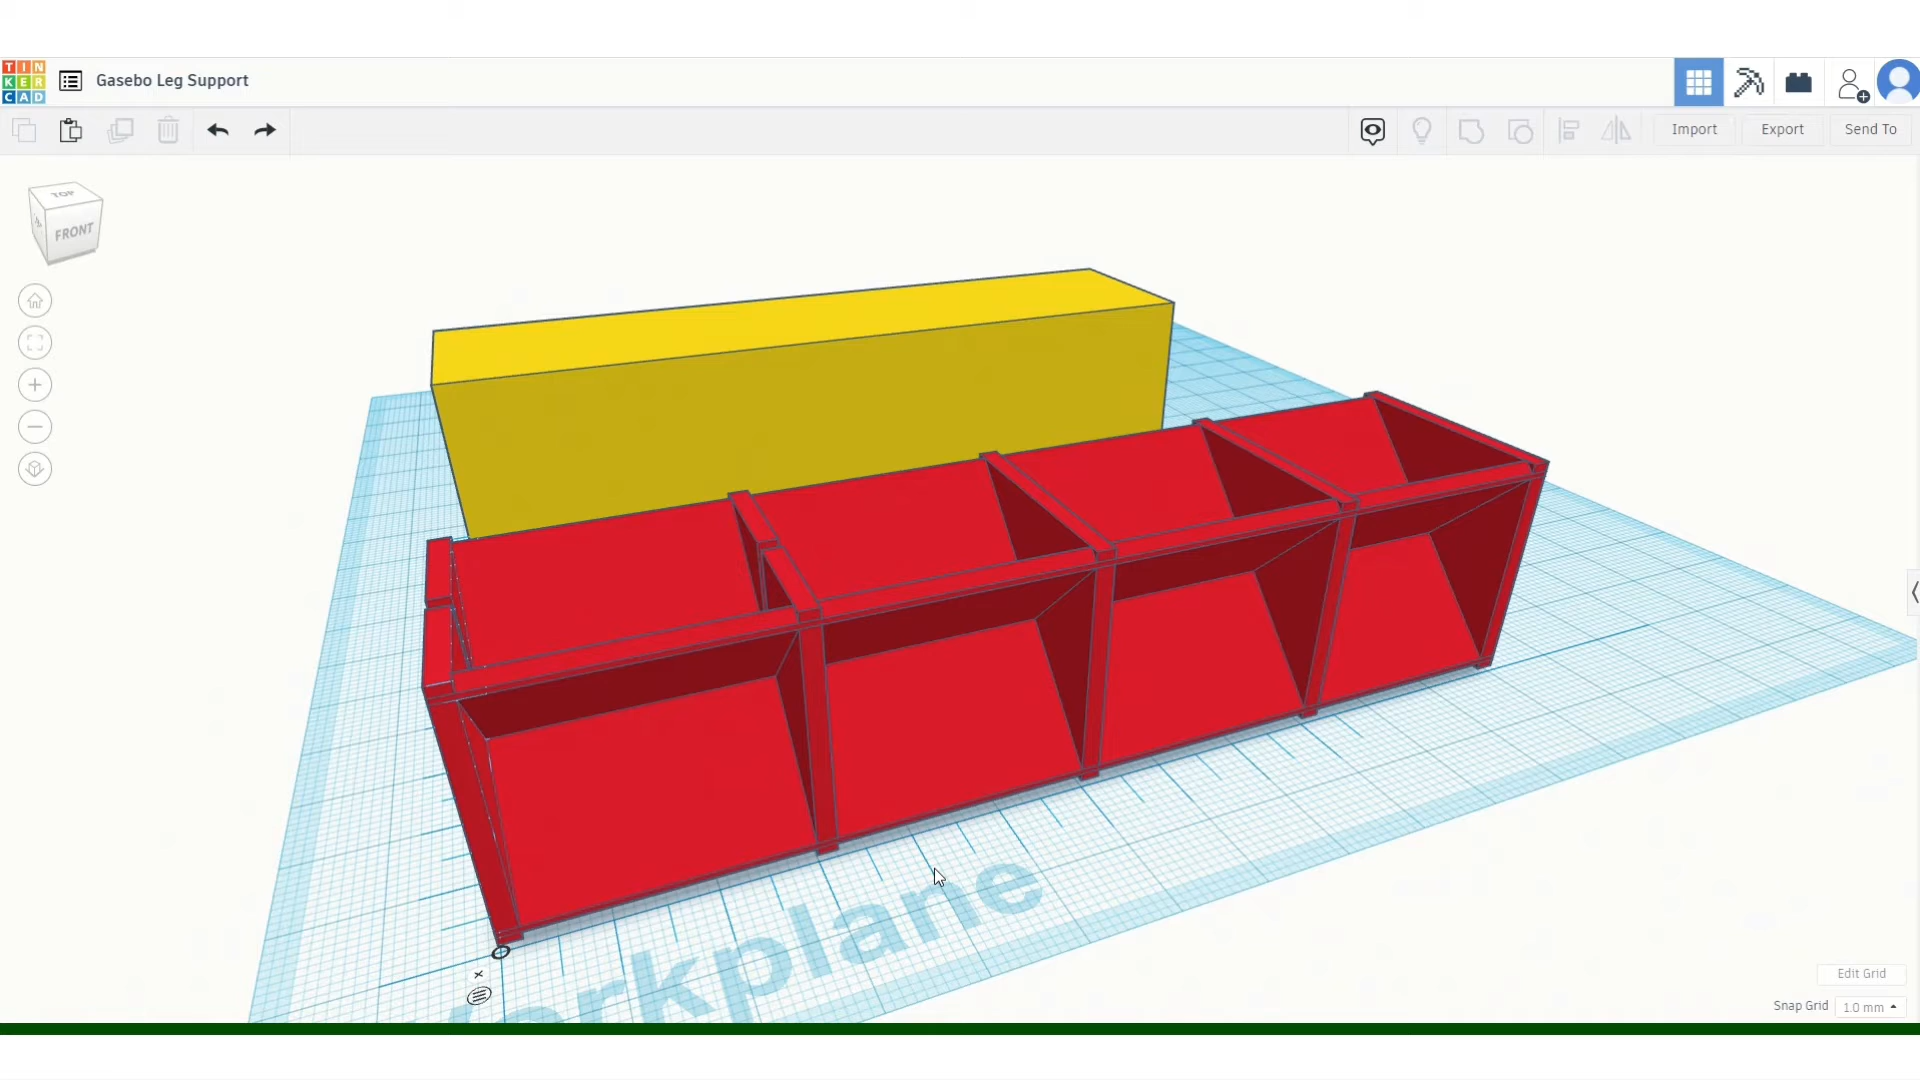 TIN
KER
CAD
Gasebo Leg Support
Import
Export
Send To
TOP
FRONT
Workplane
Edit Grid
Snap Grid 1.0 mm